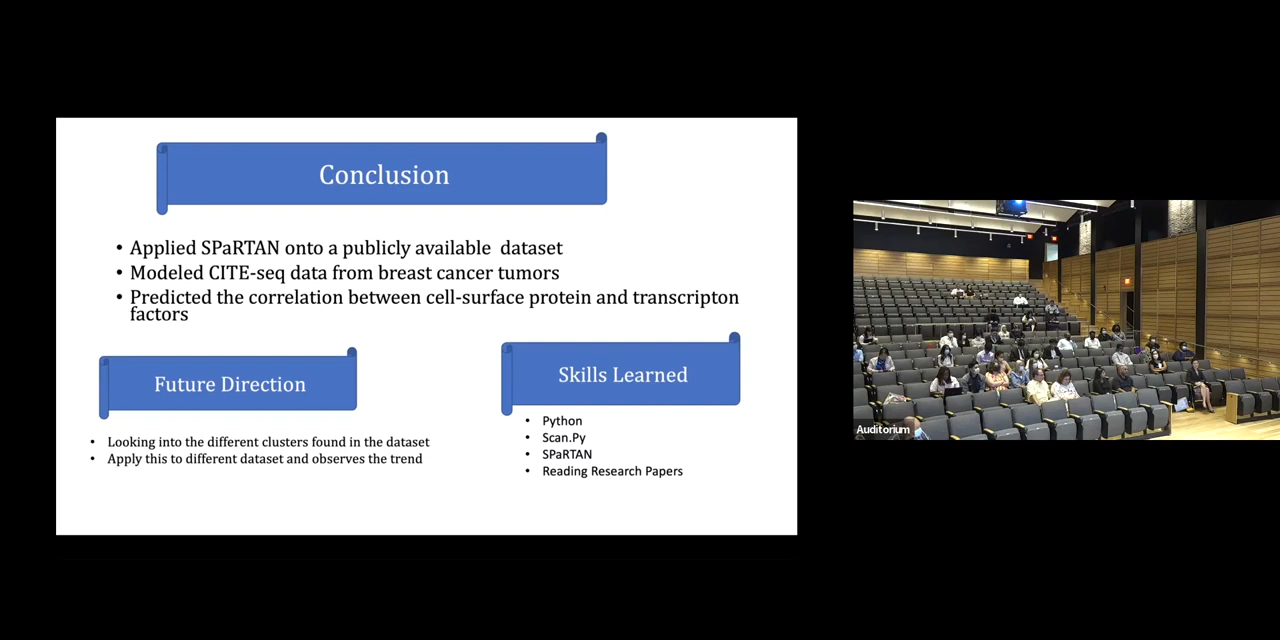 Conclusion
• Applied SPaRTAN onto a publicly available dataset
• Modeled CITE-seq data from breast cancer tumors
• Predicted the correlation between cell-surface protein and transcripton
factors
Future Direction
• Looking into the different clusters found in the dataset
• Apply this to different dataset and observes the trend
Skills Learned
• Python
• Scan.Py
• SPaRTAN
• Reading Research Papers
Auditorium